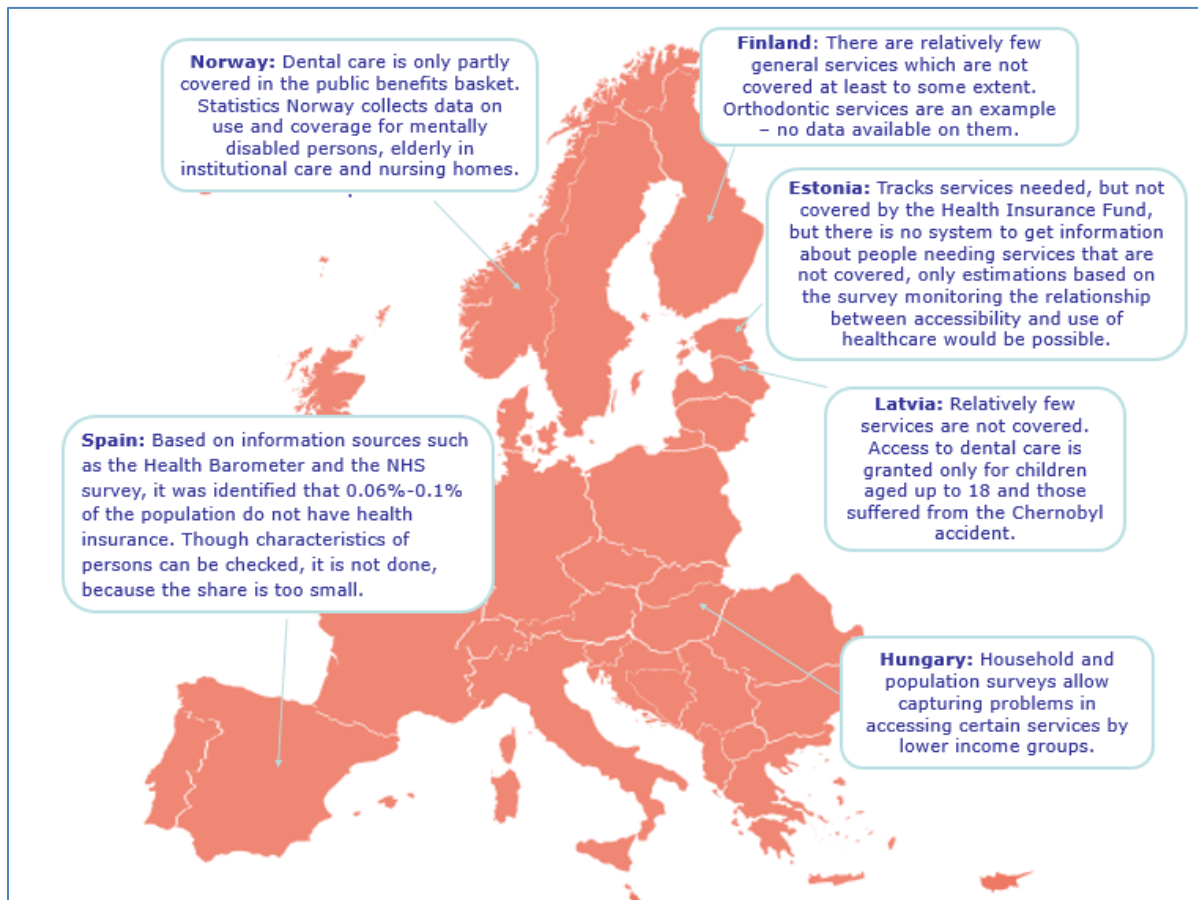 Norway: Dental care is only partly
covered in the public benefits basket.
Statistics Norway collects data on
use and coverage for mentally
disabled persons, elderly in
institutional care and nursing homes.
Finland: There are relatively few
general services which are not
covered at least to some extent.
Orthodontic services are an example
– no data available on them.
Estonia: Tracks services needed, but not
covered by the Health Insurance Fund,
but there is no system to get information
about people needing services that are
not covered, only estimations based on
the survey monitoring the relationship
between accessibility and use of
healthcare would be possible.
Latvia: Relatively few
services are not covered.
Access to dental care is
granted only for children
aged up to 18 and those
suffered from the Chernobyl
accident.
Spain: Based on information sources such
as the Health Barometer and the NHS
survey, it was identified that 0.06%-0.1%
of the population do not have health
insurance. Though characteristics of
persons can be checked, it is not done,
because the share is too small.
Hungary: Household and
population surveys allow
capturing problems in
accessing certain services by
lower income groups.